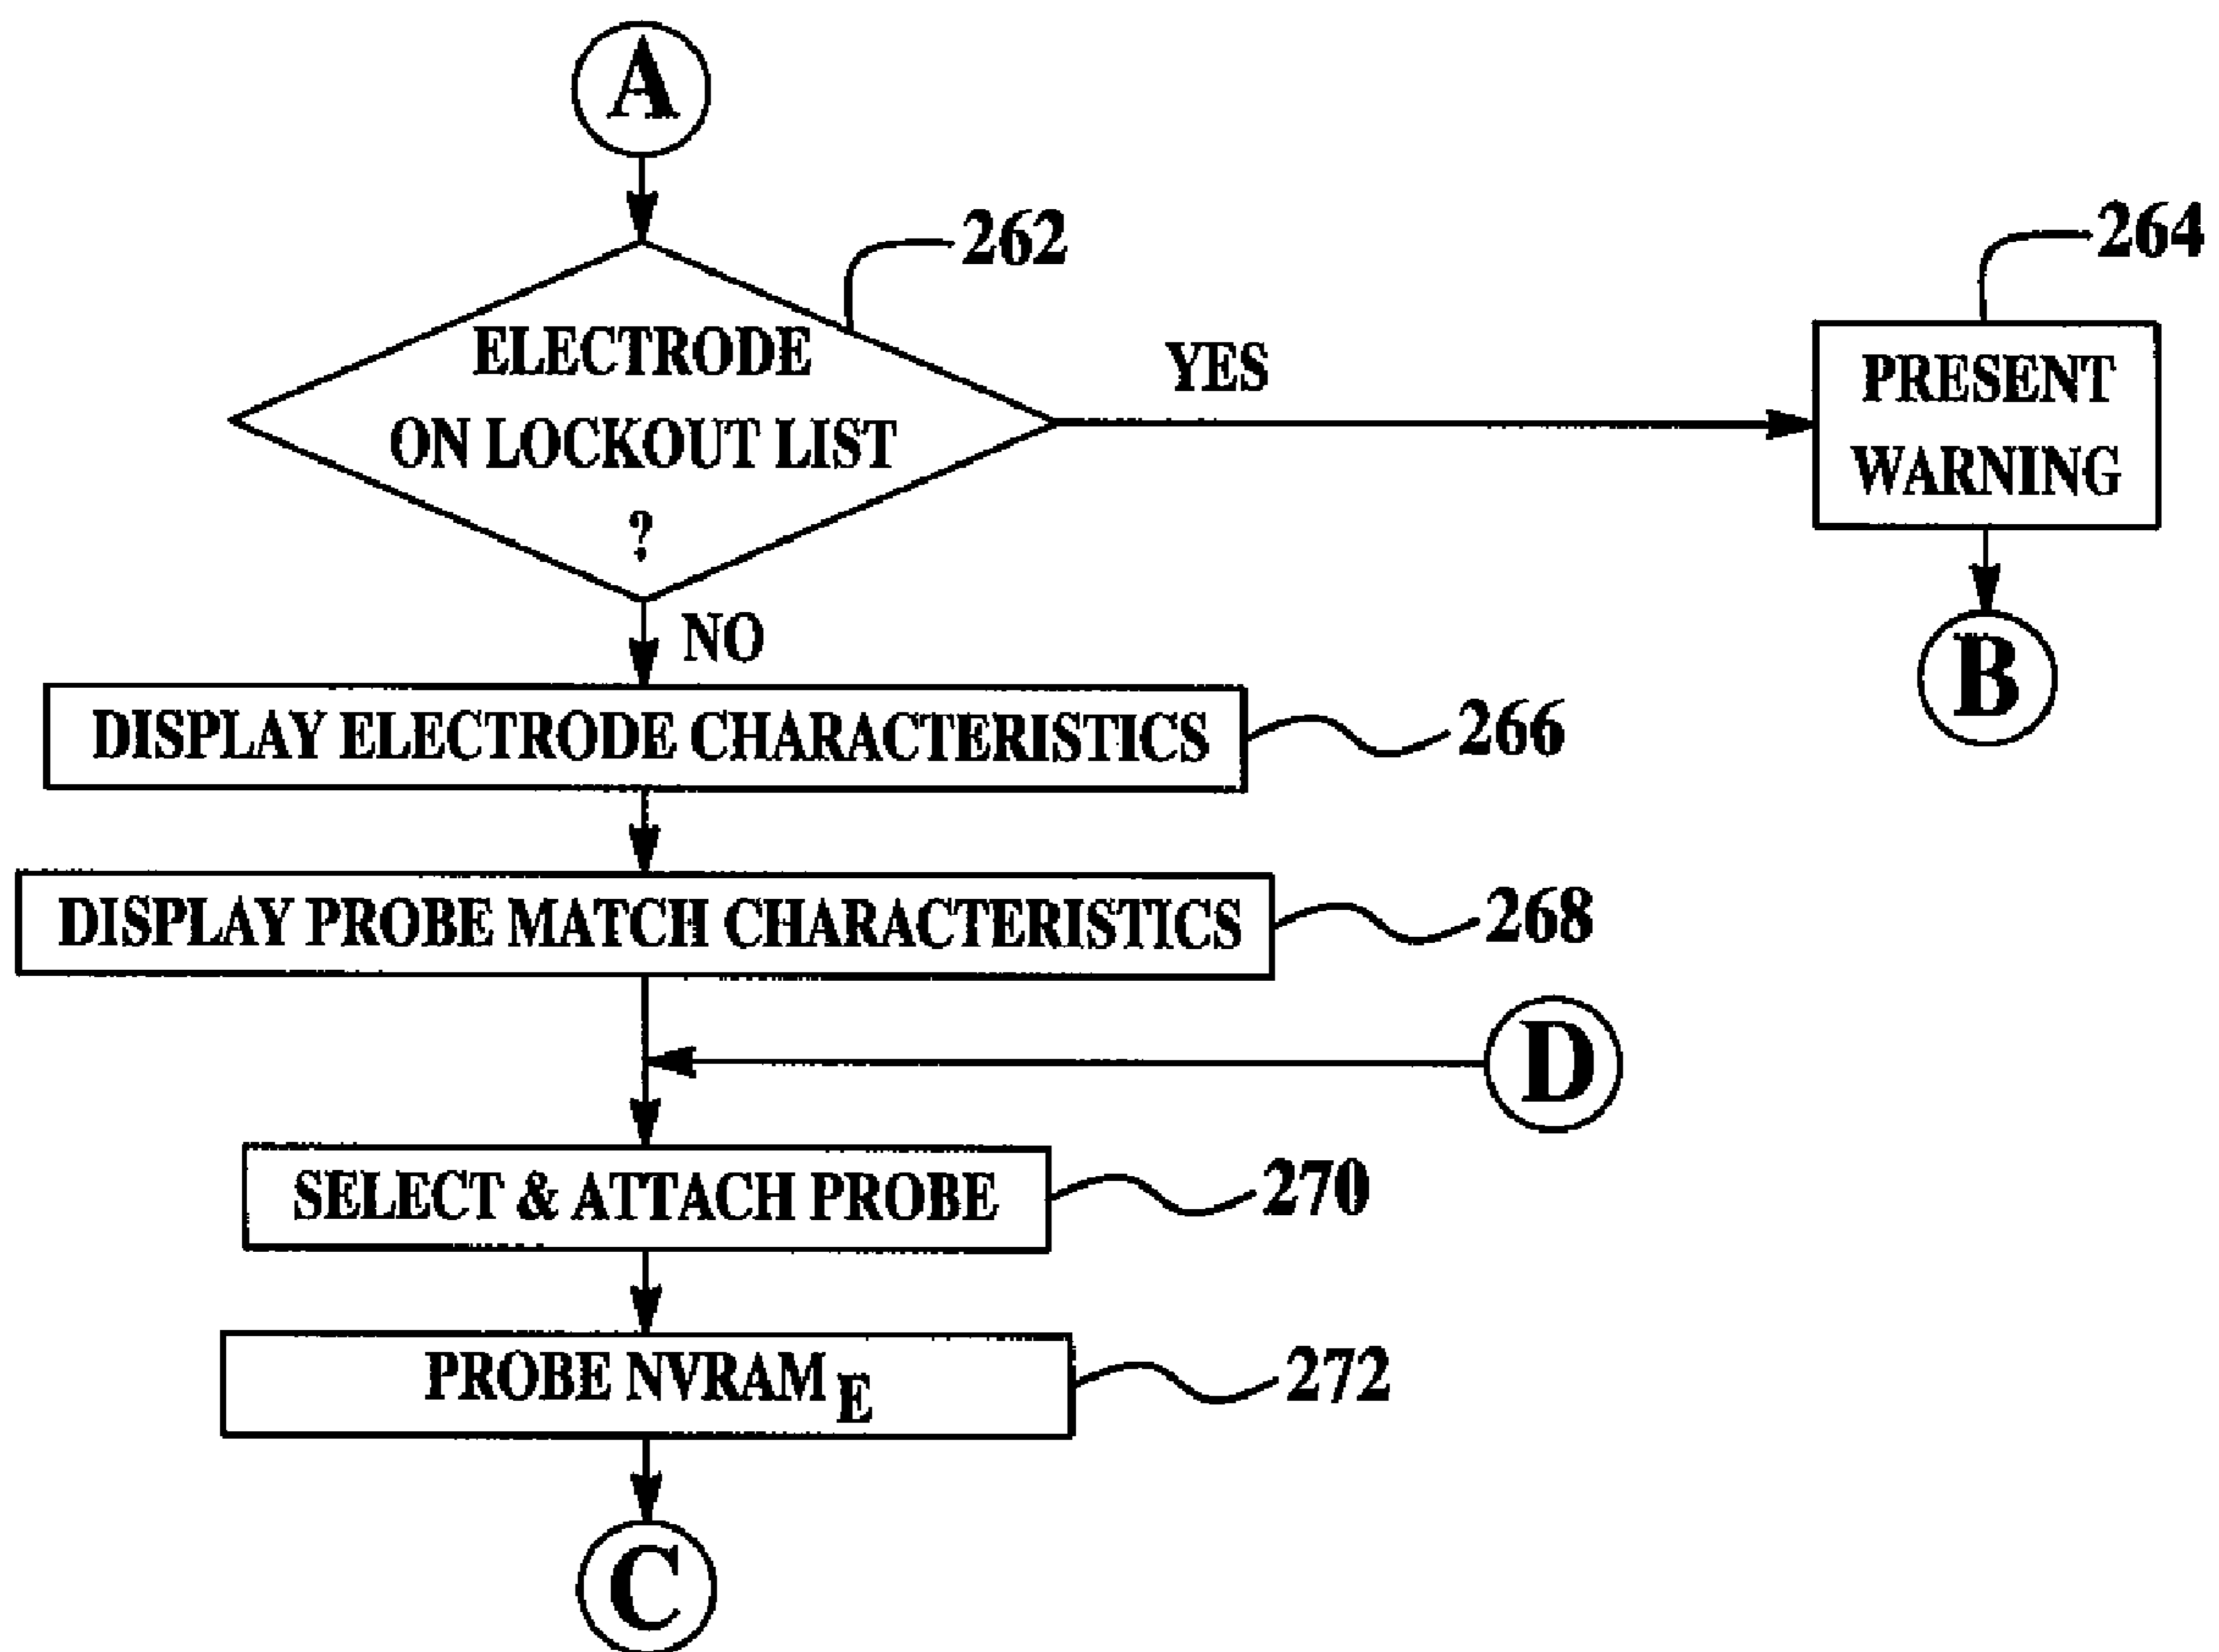 A
262
264
ELECTRODE
ON LOCKOUT LIST
?
YES
PRESENT
WARNING
NO
B
DISPLAY ELECTRODE CHARACTERISTICS
266
DISPLAY PROBE MATCH CHARACTERISTICS
268
D
SELECT & ATTACH PROBE
270
PROBE NVRAM E
272
C